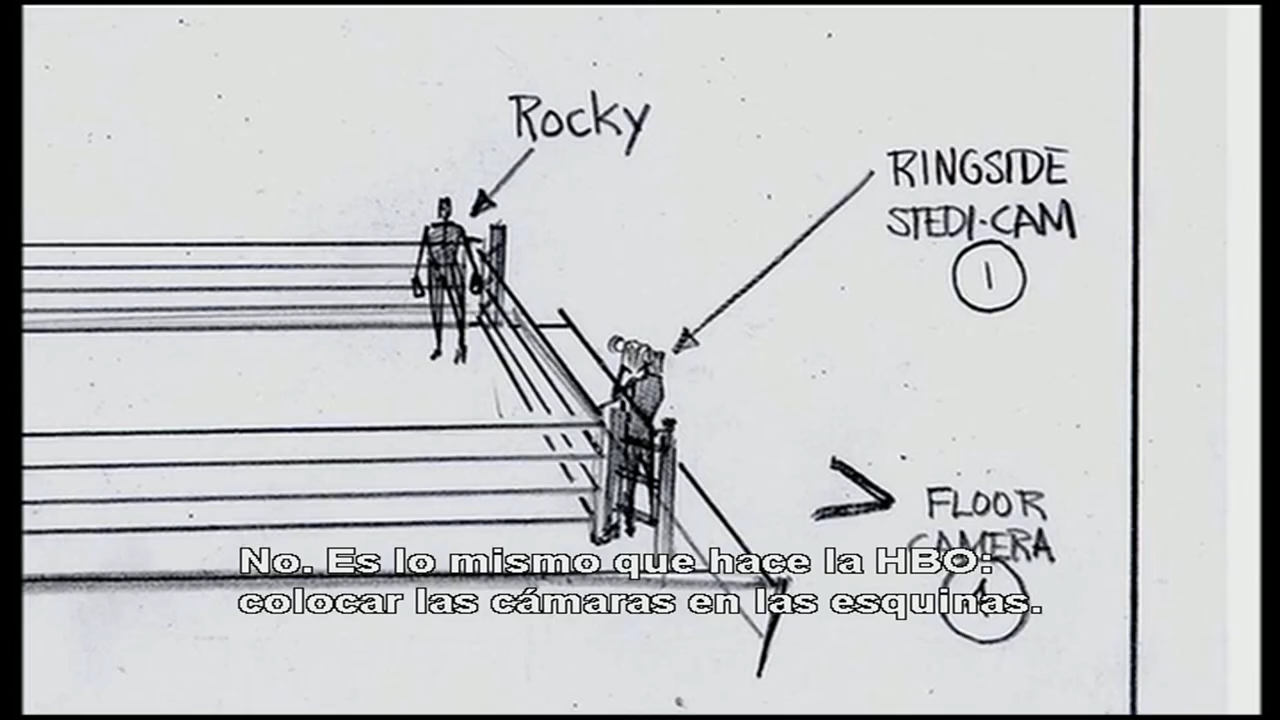 Rocky
RINGSIDE
STEDI-CAM
1
FLOOR
CAMERA
No. Es lo mismo que hace la HBO:
colocar las cámaras en las esquinas.